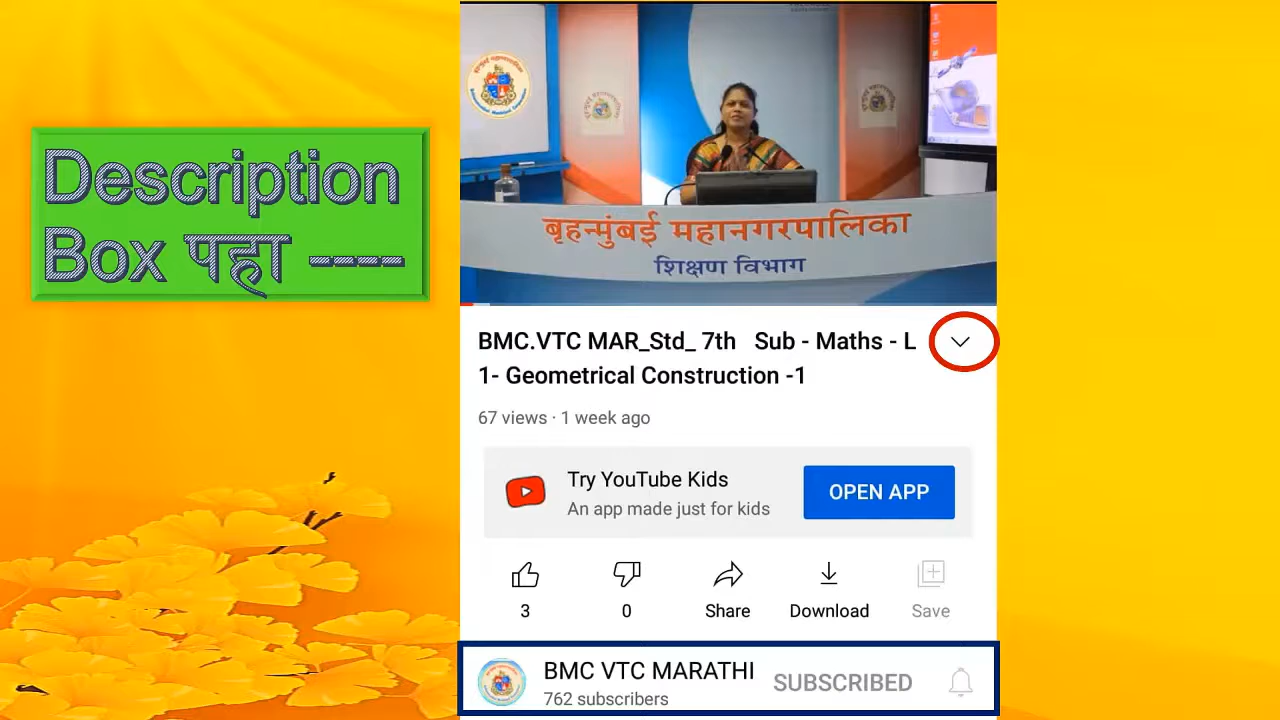 Description
Box पहा ----
बृहन्मुंबई महानगरपालिका
शिक्षण विभाग
BMC.VTC MAR_Std_ 7th Sub - Maths - L
1- Geometrical Construction -1
67 views · 1 week ago
Try YouTube Kids
An app made just for kids
OPEN APP
3
0
Share
Download
Save
BMC VTC MARATHI
762 subscribers
SUBSCRIBED